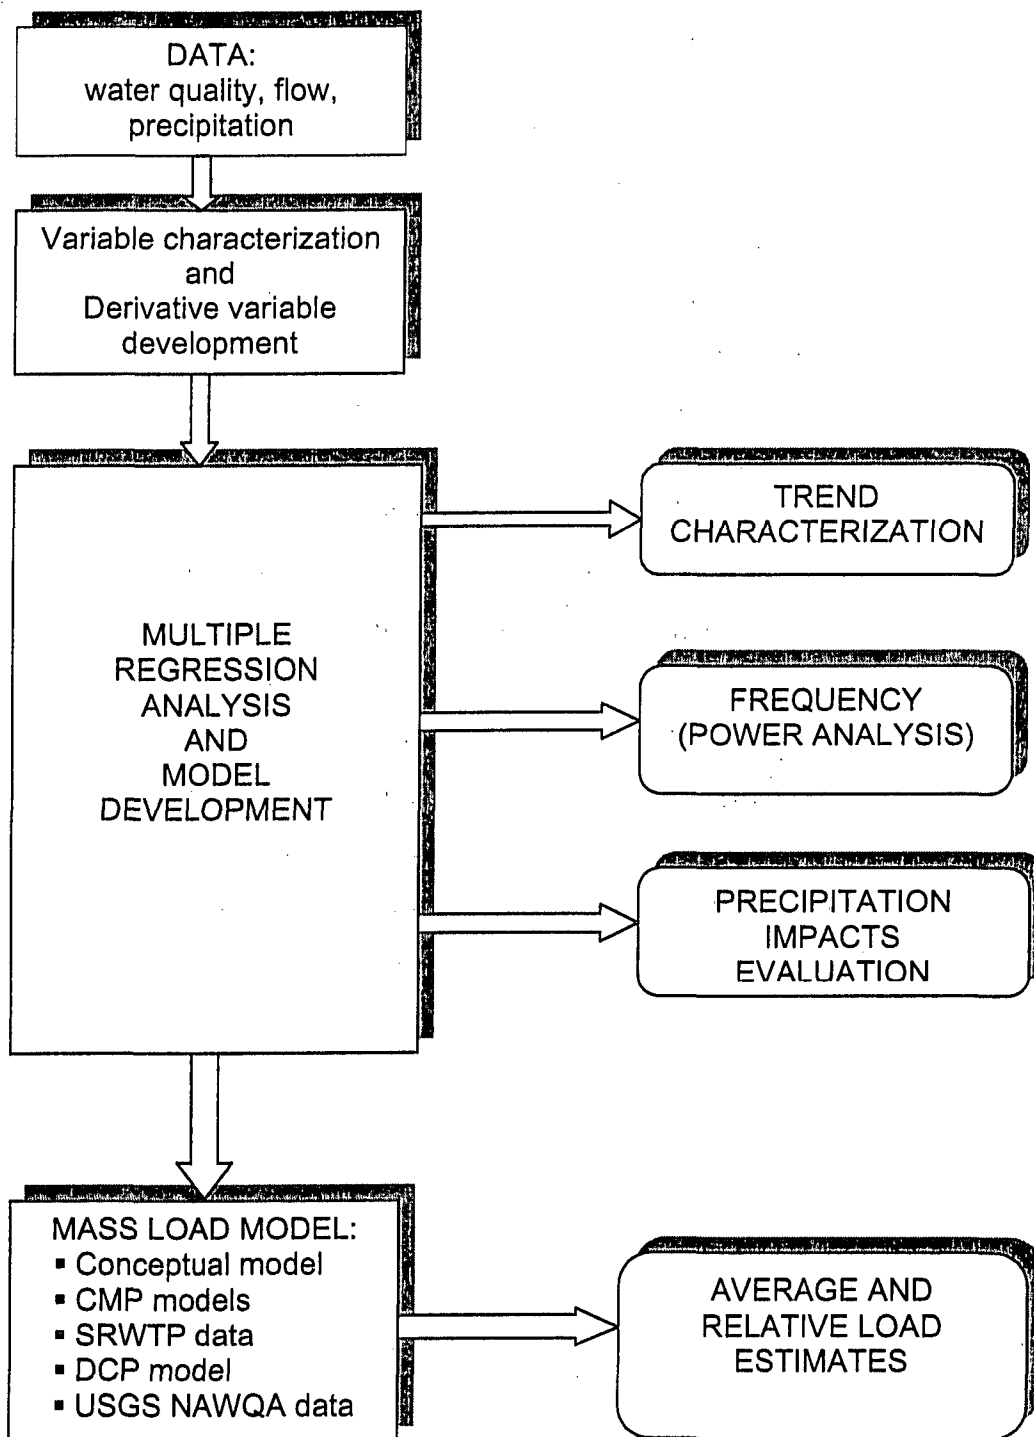 DATA:
water quality, flow,
precipitation
Variable characterization
and
Derivative variable
development
MULTIPLE
REGRESSION
ANALYSIS
AND
MODEL
DEVELOPMENT
TREND
CHARACTERIZATION
FREQUENCY
(POWER ANALYSIS)
PRECIPITATION
IMPACTS
EVALUATION
MASS LOAD MODEL:
▪ Conceptual model
▪ CMP models
▪ SRWTP data
▪ DCP model
▪ USGS NAWQA data
AVERAGE AND
RELATIVE LOAD
ESTIMATES